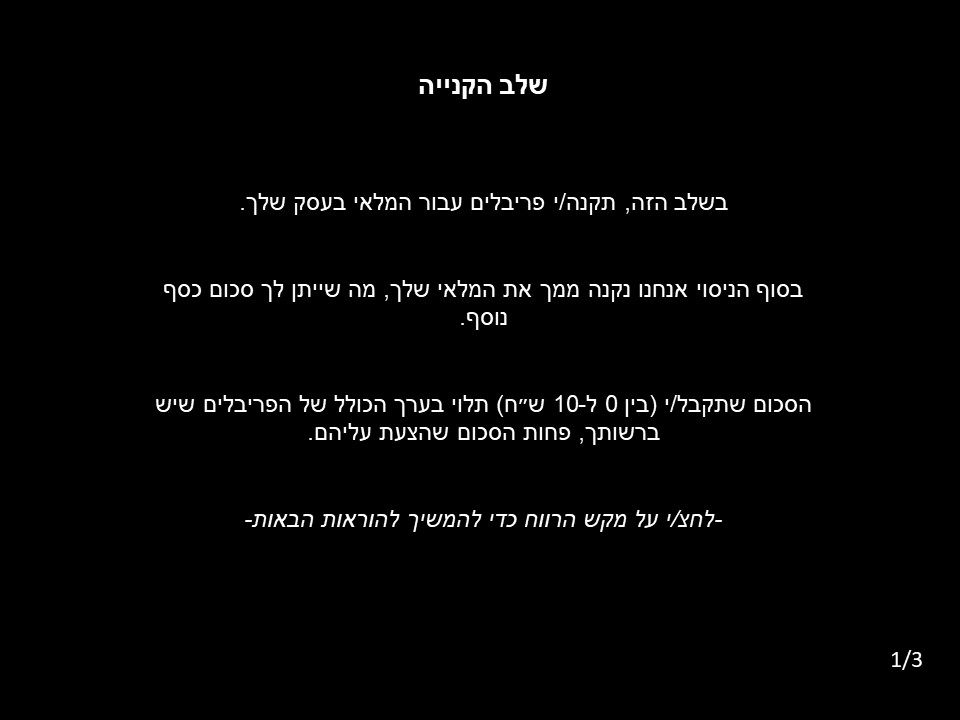 שלב הקנייה
בשלב הזה, תקנה/י פריבלים עבור המלאי בעסק שלך.
בסוף הניסוי אנחנו נקנה ממך את המלאי שלך, מה שייתן לך סכום כסף
נוסף.
הסכום שתקבל/י (בין 0 ל-10 ש״ח) תלוי בערך הכולל של הפריבלים שיש
ברשותך, פחות הסכום שהצעת עליהם.
-לחצ/י על מקש הרווח כדי להמשיך להוראות הבאות-
1/3